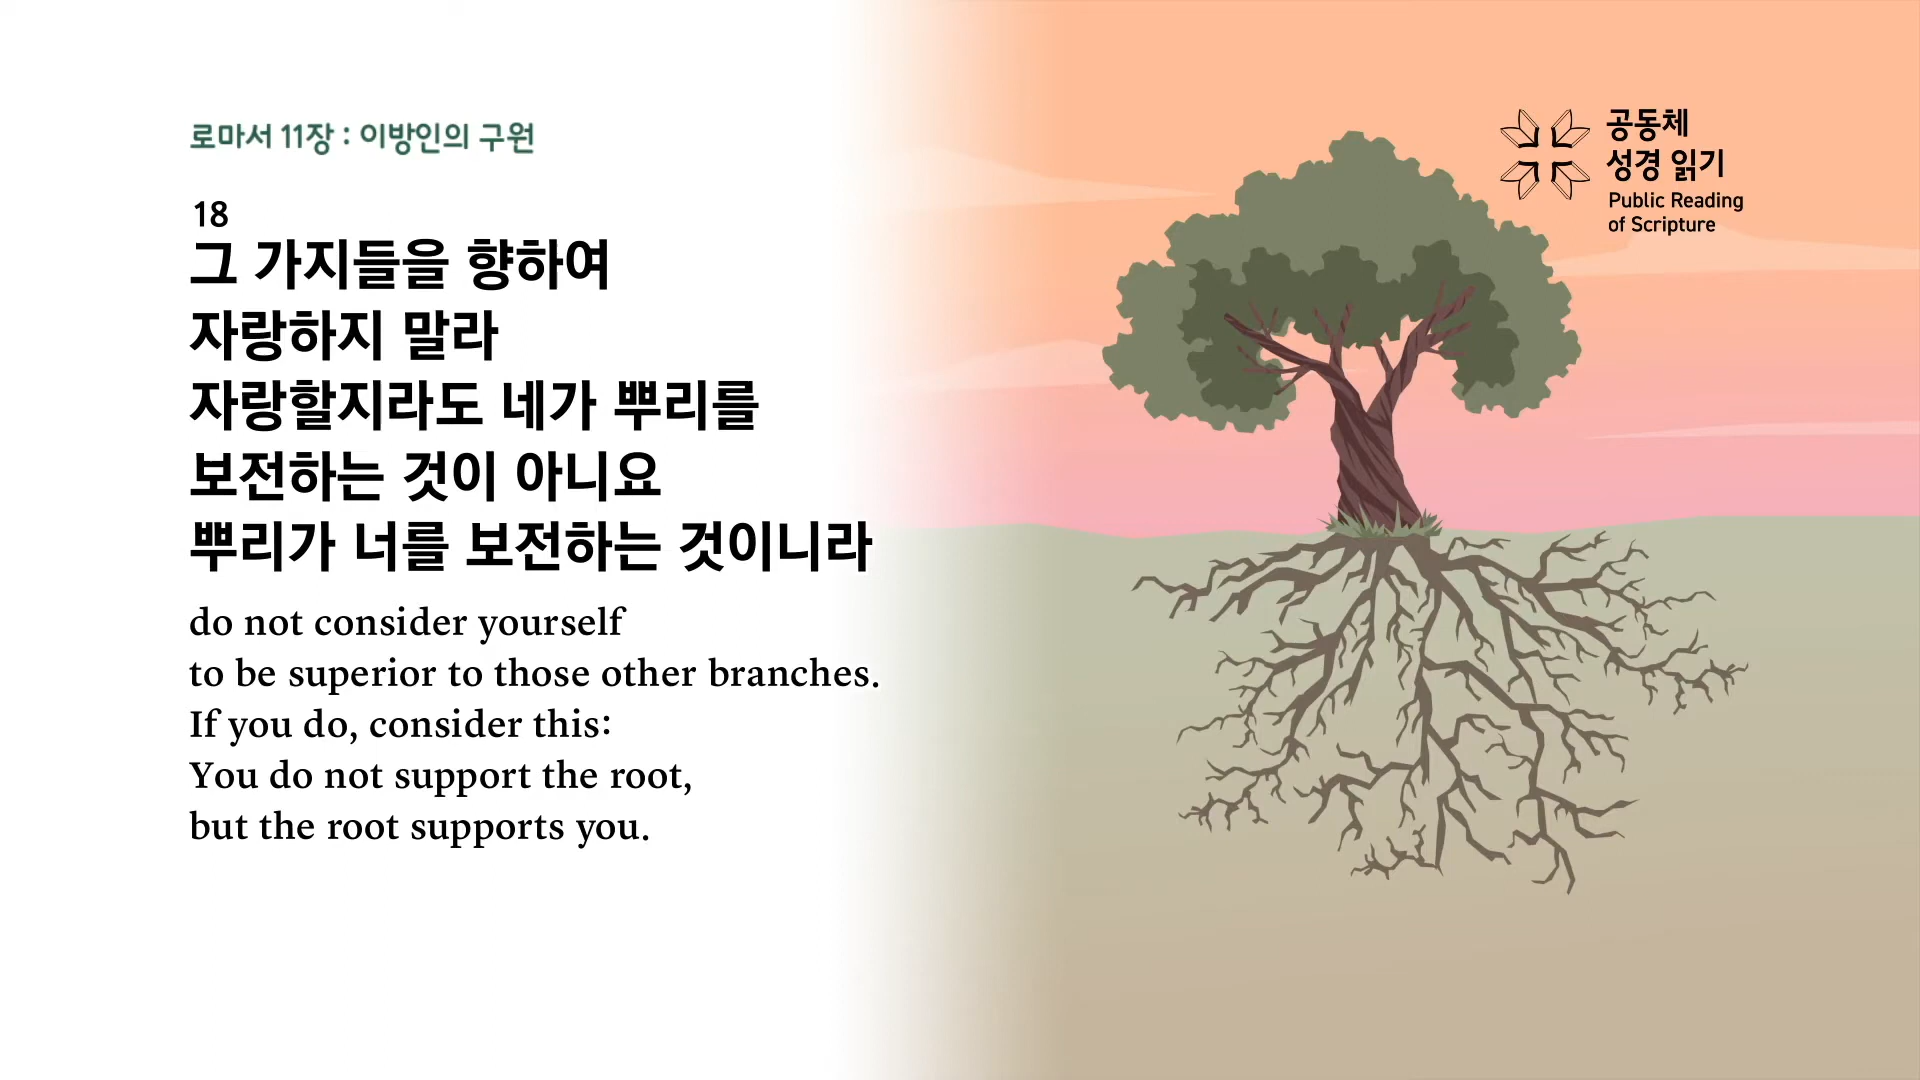 로마서 11장 : 이방인의 구원
18
그 가지들을 향하여
자랑하지 말라
자랑할지라도 네가 뿌리를
보전하는 것이 아니요
뿌리가 너를 보전하는 것이니라
do not consider yourself
to be superior to those other branches.
If you do, consider this:
You do not support the root,
but the root supports you.
공동체
성경 읽기
Public Reading
of Scripture